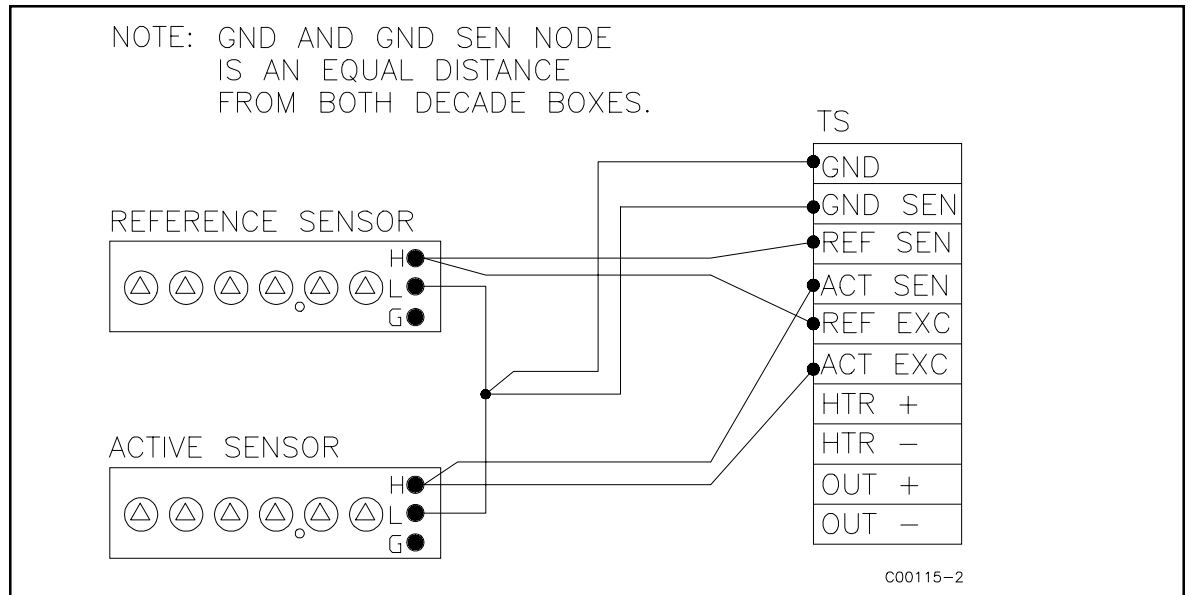 NOTE: GND AND GND SEN NODE
IS AN EQUAL DISTANCE
FROM BOTH DECADE BOXES.
TS
GND
GND SEN
REF SEN
ACT SEN
REF EXC
ACT EXC
HTR +
HTR −
OUT +
OUT −
REFERENCE SENSOR
H
L
G
ACTIVE SENSOR
H
L
G
C00115−2